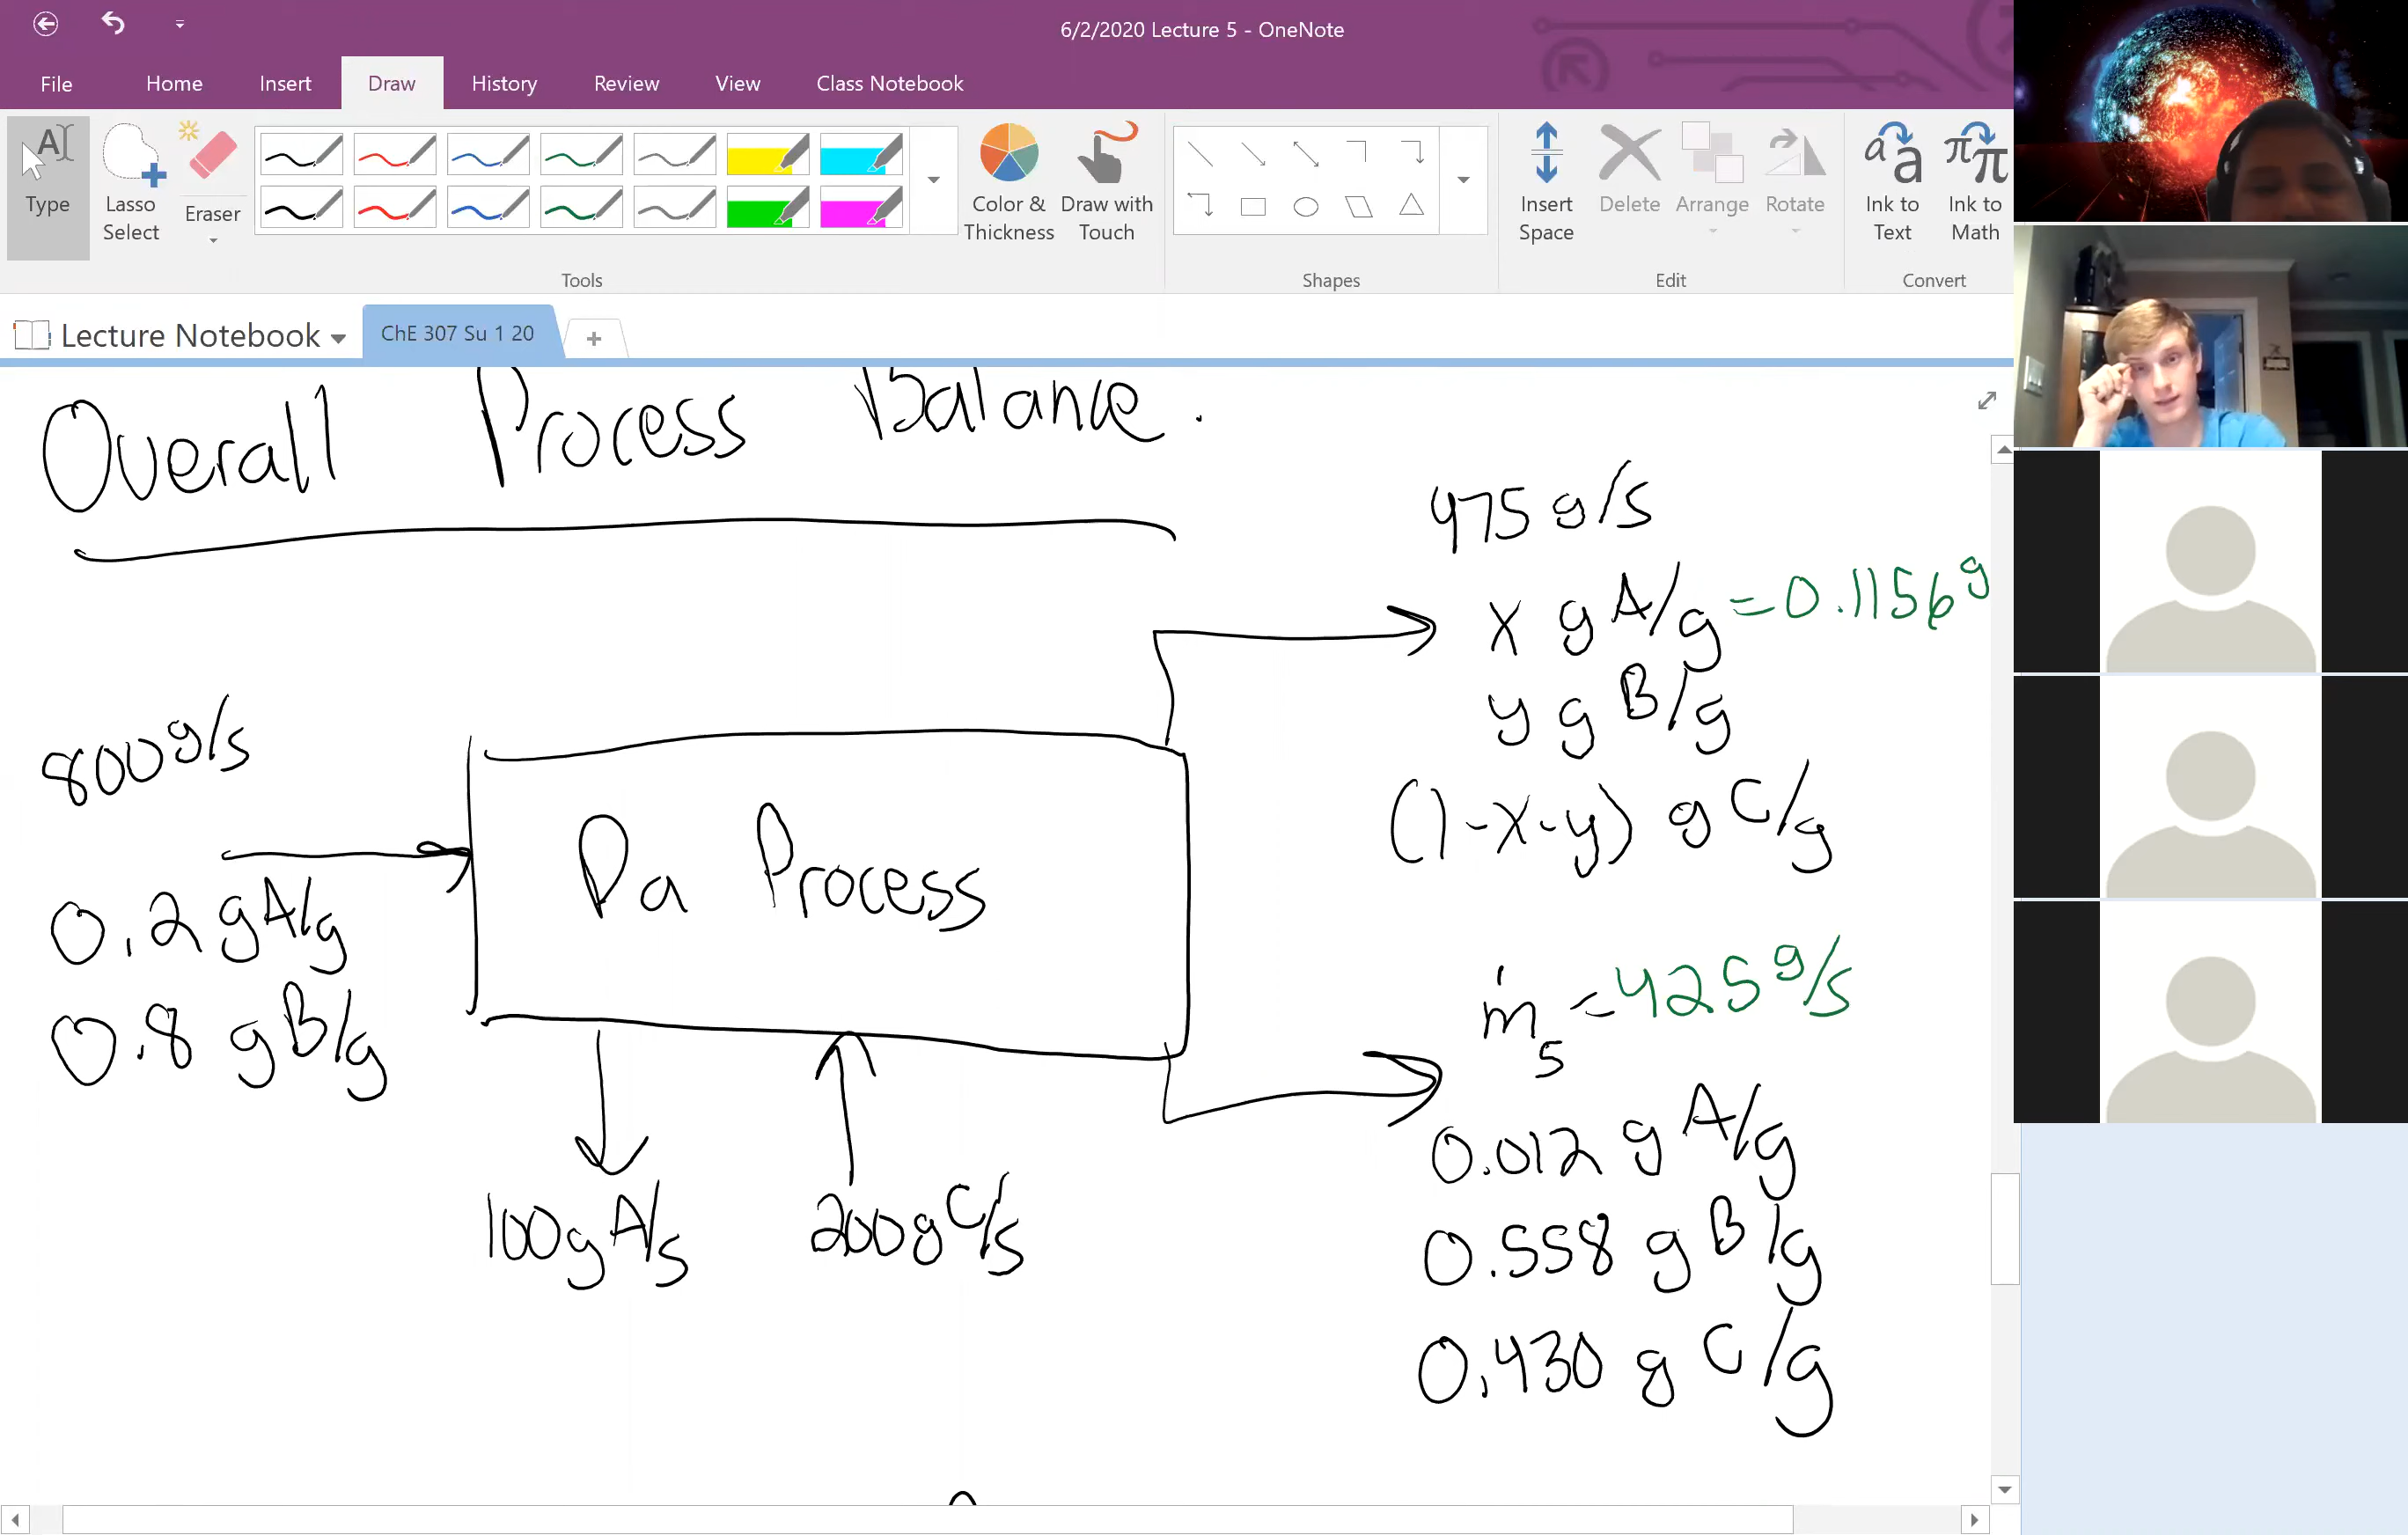 6/2/2020 Lecture 5 - OneNote
File Home Insert Draw History Review View Class Notebook
Type
Lasso Select
Eraser
Color & Thickness
Draw with Touch
Insert Space
Delete
Arrange
Rotate
Ink to Text
Ink to Math
Tools Shapes Edit Convert
Lecture Notebook
ChE 307 Su 1 20
Overall Process Balance.
475 g/s
x g A/g = 0.1156 g
y g B/g
(1-x-y) g C/g
800 g/s
0.2 g A/g
0.8 g B/g
Da Process
ṁ5 = 425 g/s
0.012 g A/g
0.558 g B/g
0.430 g C/g
100 g A/s
200 g C/s